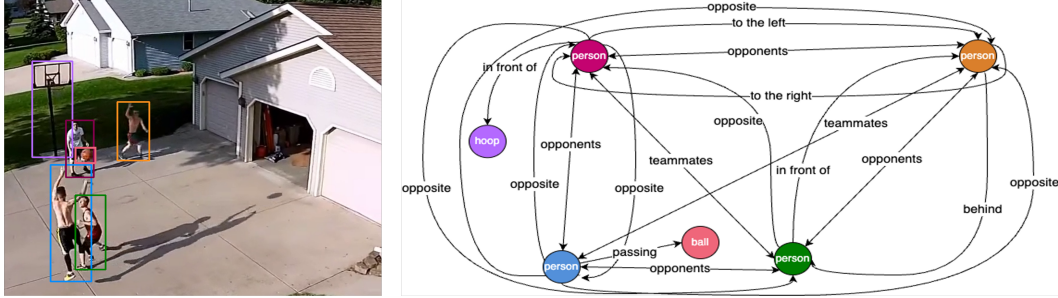 opposite
to the left
person
opponents
person
in front of
to the right
opposite
teammates
hoop
opponents
teammates
opponents
in front of
opposite
opposite
opposite
opposite
behind
passing
ball
person
opponents
person